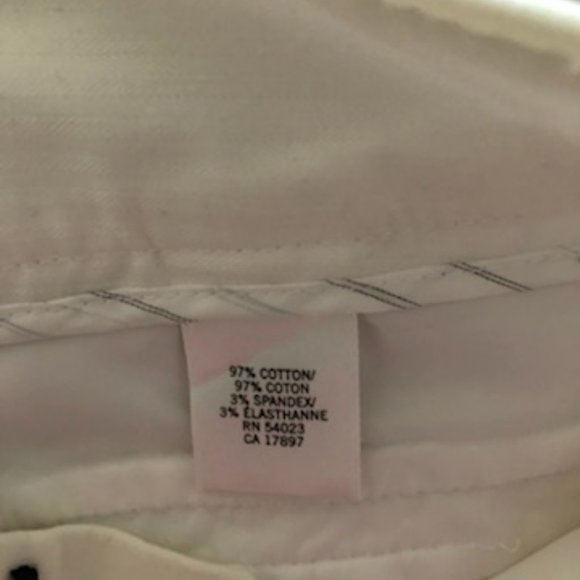 97% COTTON/
97% COTON
3% SPANDEX/
3% ÉLASTHANNE
RN 54023
CA 17897